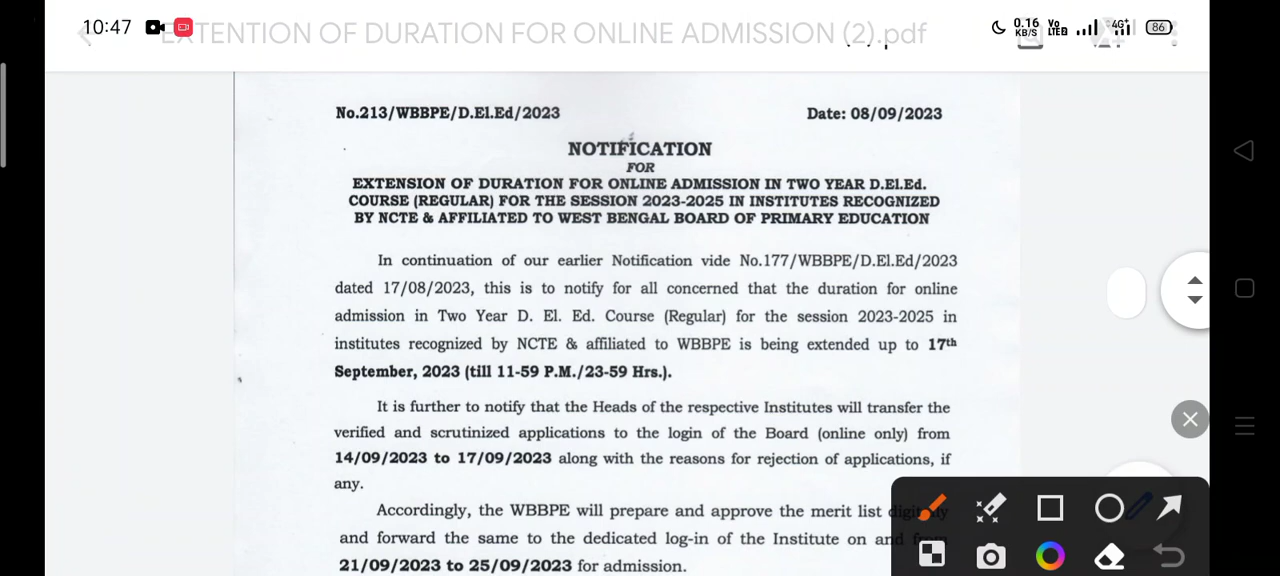 10:47
EXTENTION OF DURATION FOR ONLINE ADMISSION (2).pdf
0.16 KB/S
Vo LTE
4G+
86
No.213/WBBPE/D.El.Ed/2023 Date: 08/09/2023
NOTIFICATION
FOR
EXTENSION OF DURATION FOR ONLINE ADMISSION IN TWO YEAR D.El.Ed.
COURSE (REGULAR) FOR THE SESSION 2023-2025 IN INSTITUTES RECOGNIZED
BY NCTE & AFFILIATED TO WEST BENGAL BOARD OF PRIMARY EDUCATION
In continuation of our earlier Notification vide No.177/WBBPE/D.El.Ed/2023
dated 17/08/2023, this is to notify for all concerned that the duration for online
admission in Two Year D. El. Ed. Course (Regular) for the session 2023-2025 in
institutes recognized by NCTE & affiliated to WBBPE is being extended up to 17th
September, 2023 (till 11-59 P.M./23-59 Hrs.).
It is further to notify that the Heads of the respective Institutes will transfer the
verified and scrutinized applications to the login of the Board (online only) from
14/09/2023 to 17/09/2023 along with the reasons for rejection of applications, if
any.
Accordingly, the WBBPE will prepare and approve the merit list digitally
and forward the same to the dedicated log-in of the Institute on and from
21/09/2023 to 25/09/2023 for admission.